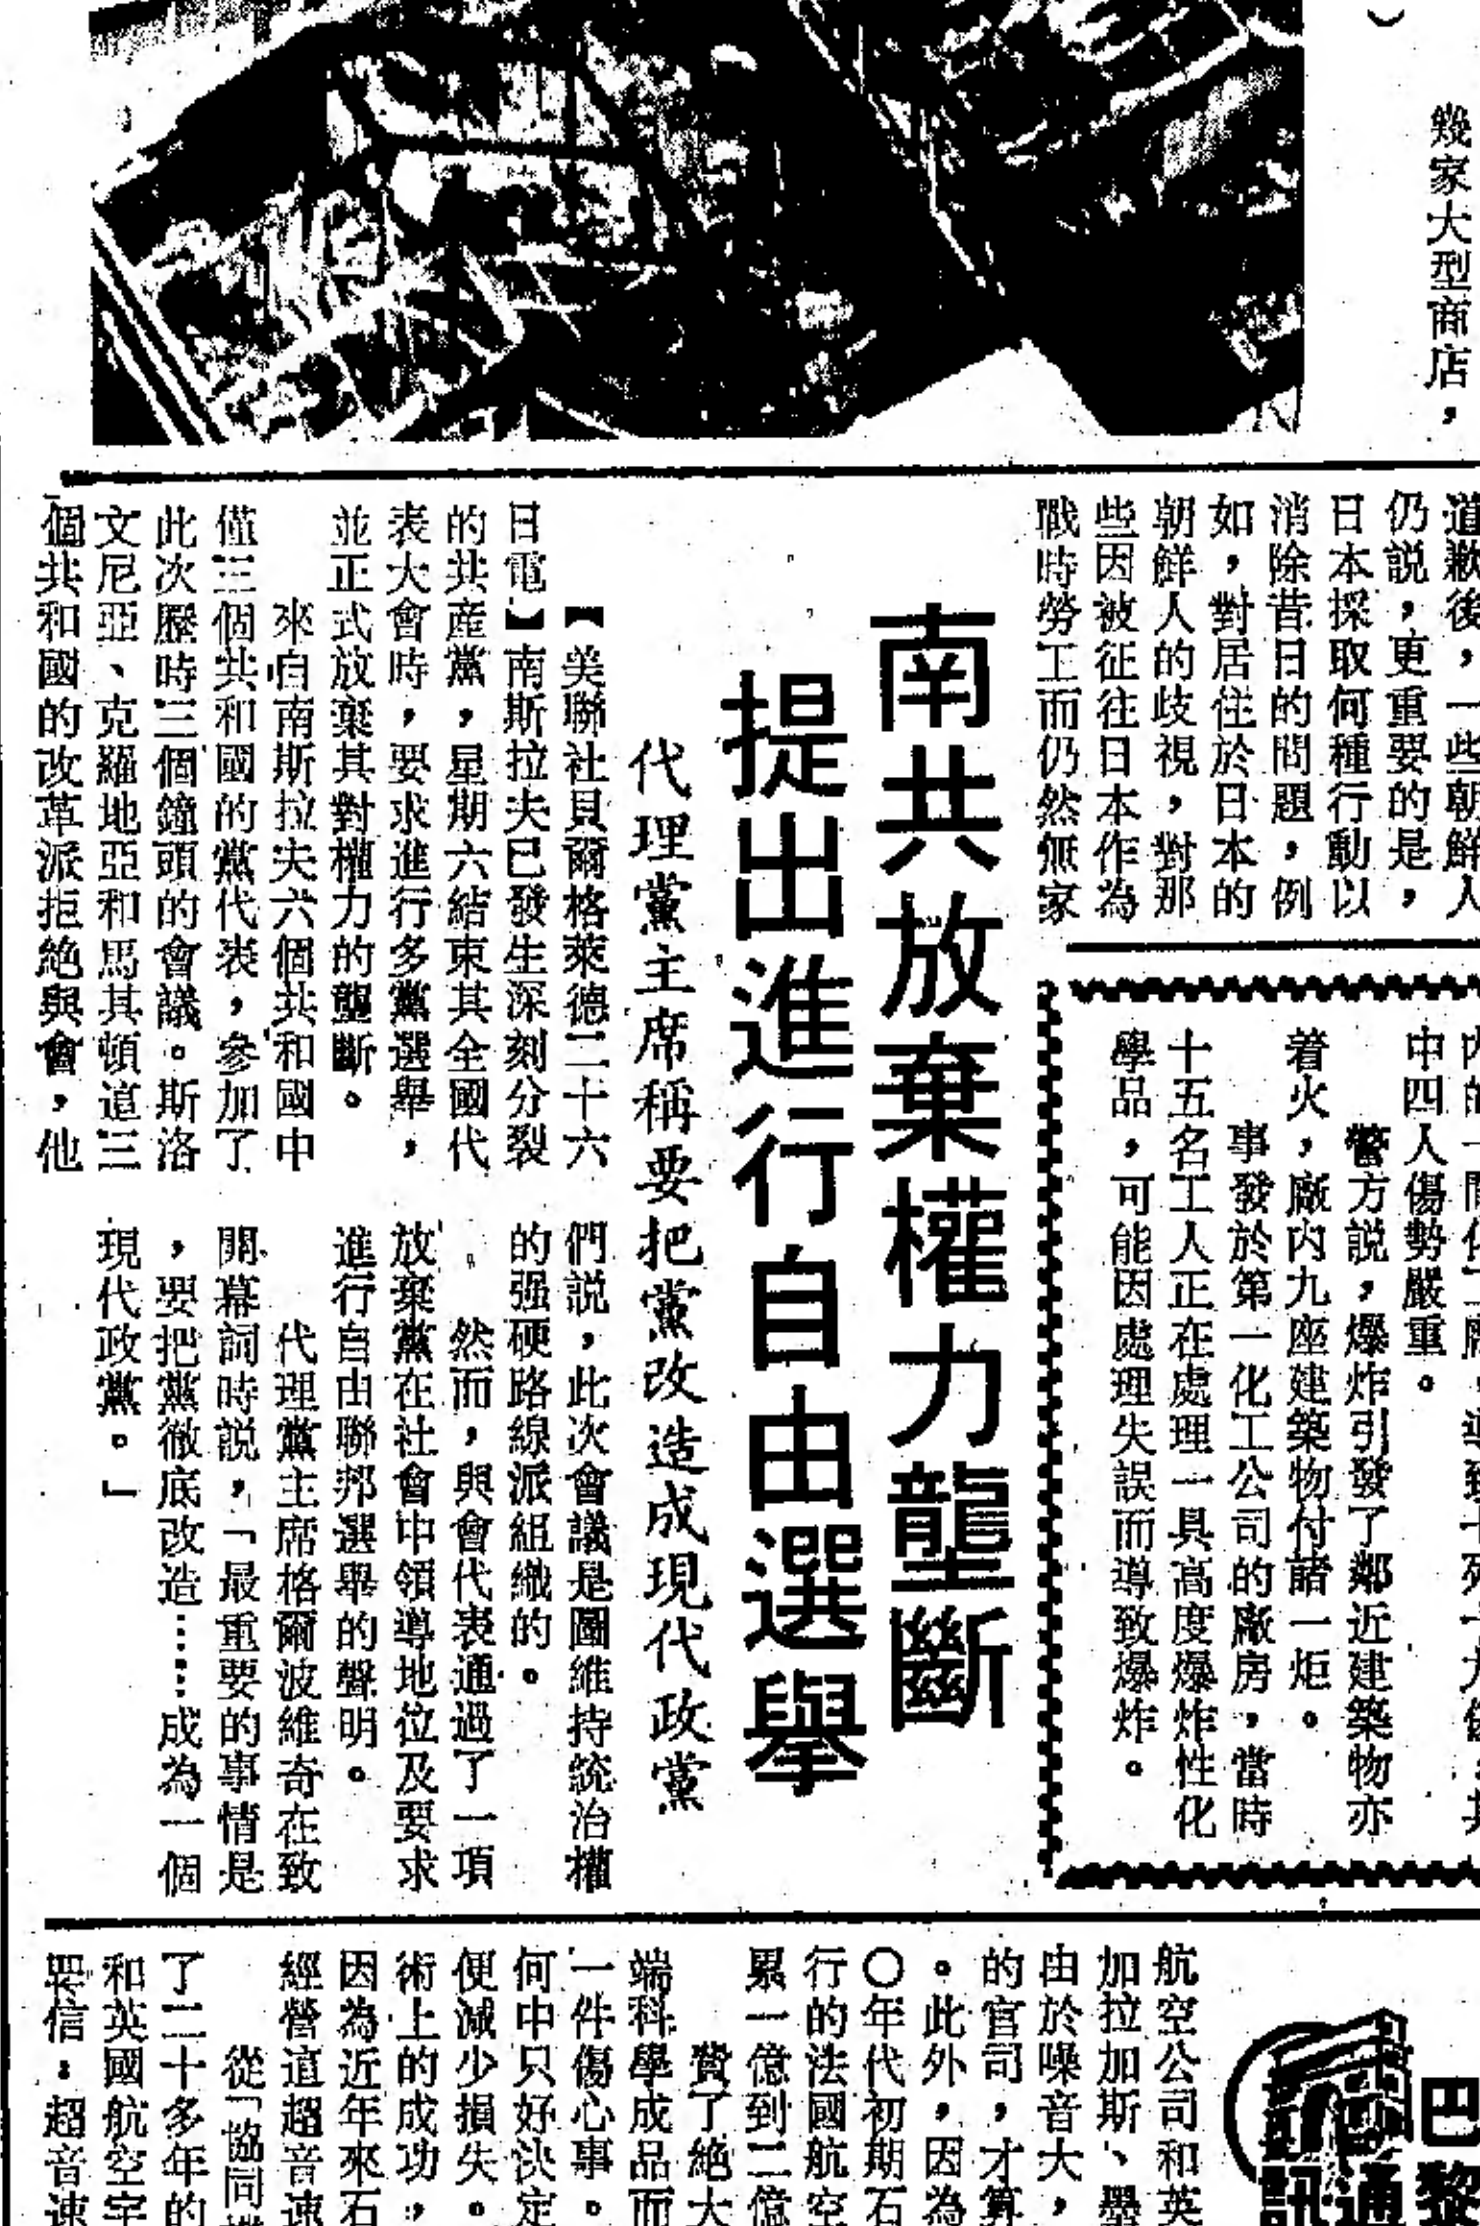 幾家大型商店，
道歉後，一些朝鮮人
仍説，更重要的是，
日本採取何種行動以
消除昔日的問題，例
如，對居住於日本的
朝鮮人的歧視，對那
些因被征往日本作為
戰時勞工而仍然無家
中四人傷勢嚴重。
警方説，爆炸引發了鄰近建築物亦
着火，廠内九座建築物付諸一炬。
事發於第一化工公司的廠房，當時
十五名工人正在處理一具高度爆炸性化
學品，可能因處理失誤而導致爆炸。
南共放棄權力壟斷
提出進行自由選舉
代理黨主席稱要把黨改造成現代政黨
【美聯社貝爾格萊德二十六
日電】南斯拉夫已發生深刻分裂
的共産黨，星期六結束其全國代
表大會時，要求進行多黨選舉，
並正式放棄其對權力的壟斷。
來自南斯拉夫六個共和國中
僅三個共和國的黨代表，參加了
此次歷時三個鐘頭的會議。斯洛
文尼亞、克羅地亞和馬其頓這三
個共和國的改革派拒絶與會，他
們説，此次會議是圖維持統治權
的强硬路線派組織的。
然而，與會代表通過了一項
放棄黨在社會中領導地位及要求
進行自由聯邦選舉的聲明。
代理黨主席格爾波維奇在致
開幕詞時説，「最重要的事情是
，要把黨徹底改造……成為一個
現代政黨。」
巴黎
通訊
航空公司和英
加拉加斯、墨
由於噪音大，
的官司，才算
。此外，因為
〇年代初期石
行的法國航空
累一億到二億
費了絶大
端科學成品而
一件傷心事。
何中只好決定
便減少損失。
術上的成功，
因為近年來石
經營這超音速
從「協同
了二十多年的
和英國航空宇
信：超音速